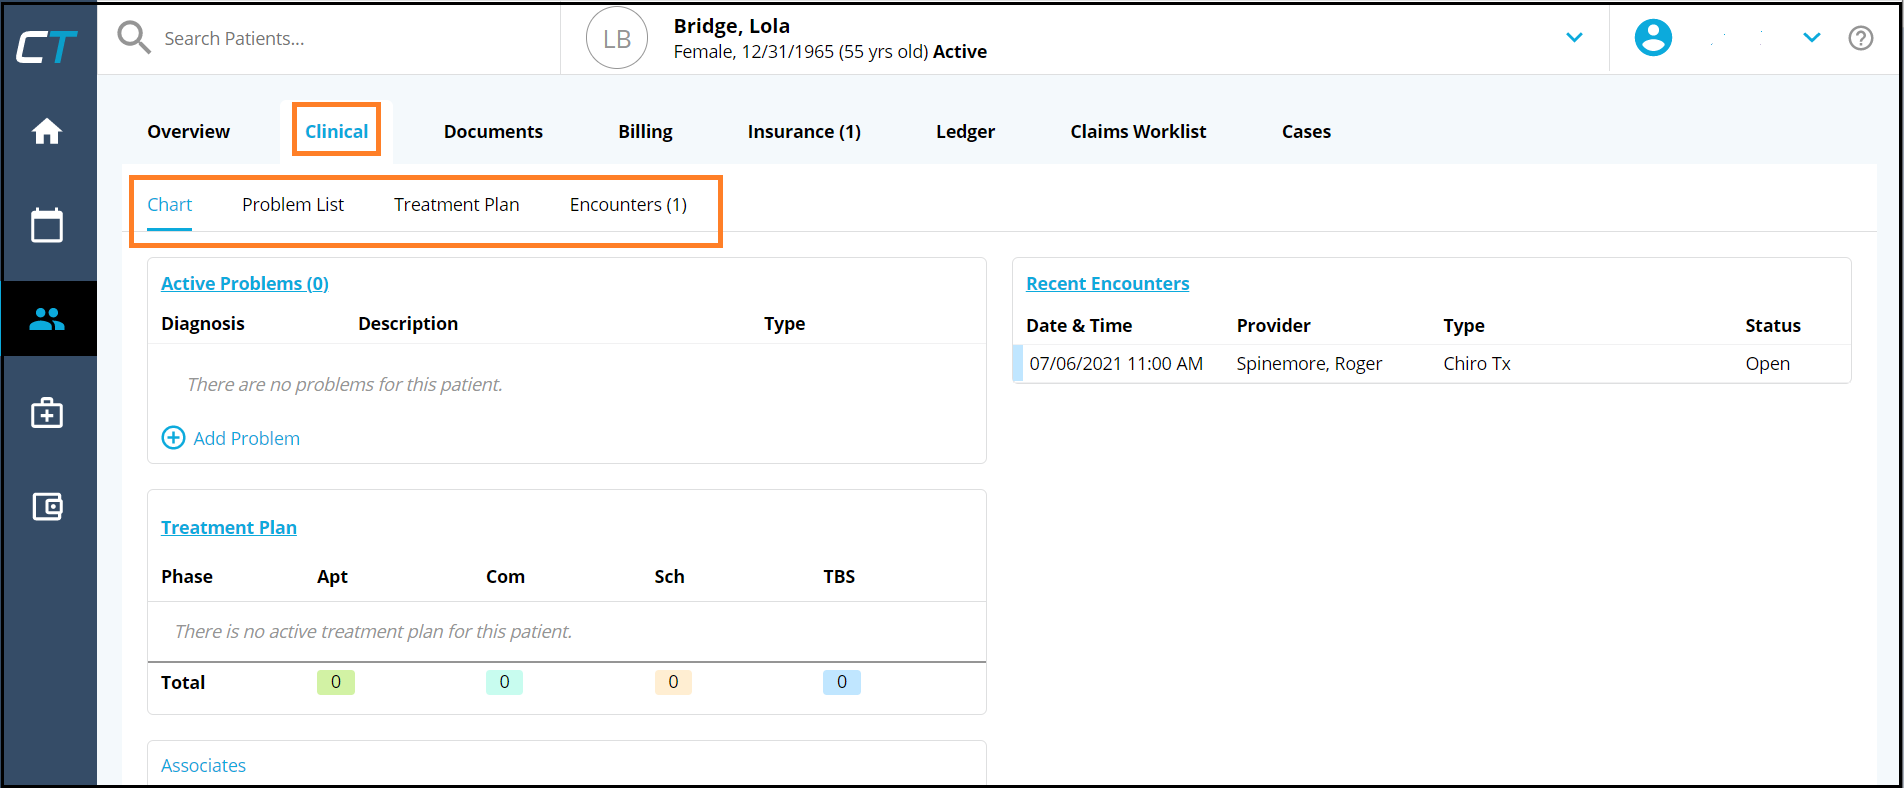 CT
Search Patients...
LB
Bridge, Lola
Female, 12/31/1965 (55 yrs old) Active
Overview Clinical Documents Billing Insurance (1) Ledger Claims Worklist Cases
Chart Problem List Treatment Plan Encounters (1)
Active Problems (0)
Diagnosis Description Type
There are no problems for this patient.
Add Problem
Recent Encounters
Date & Time Provider Type Status
07/06/2021 11:00 AM Spinemore, Roger Chiro Tx Open
Treatment Plan
Phase Apt Com Sch TBS
There is no active treatment plan for this patient.
Total 0 0 0 0
Associates